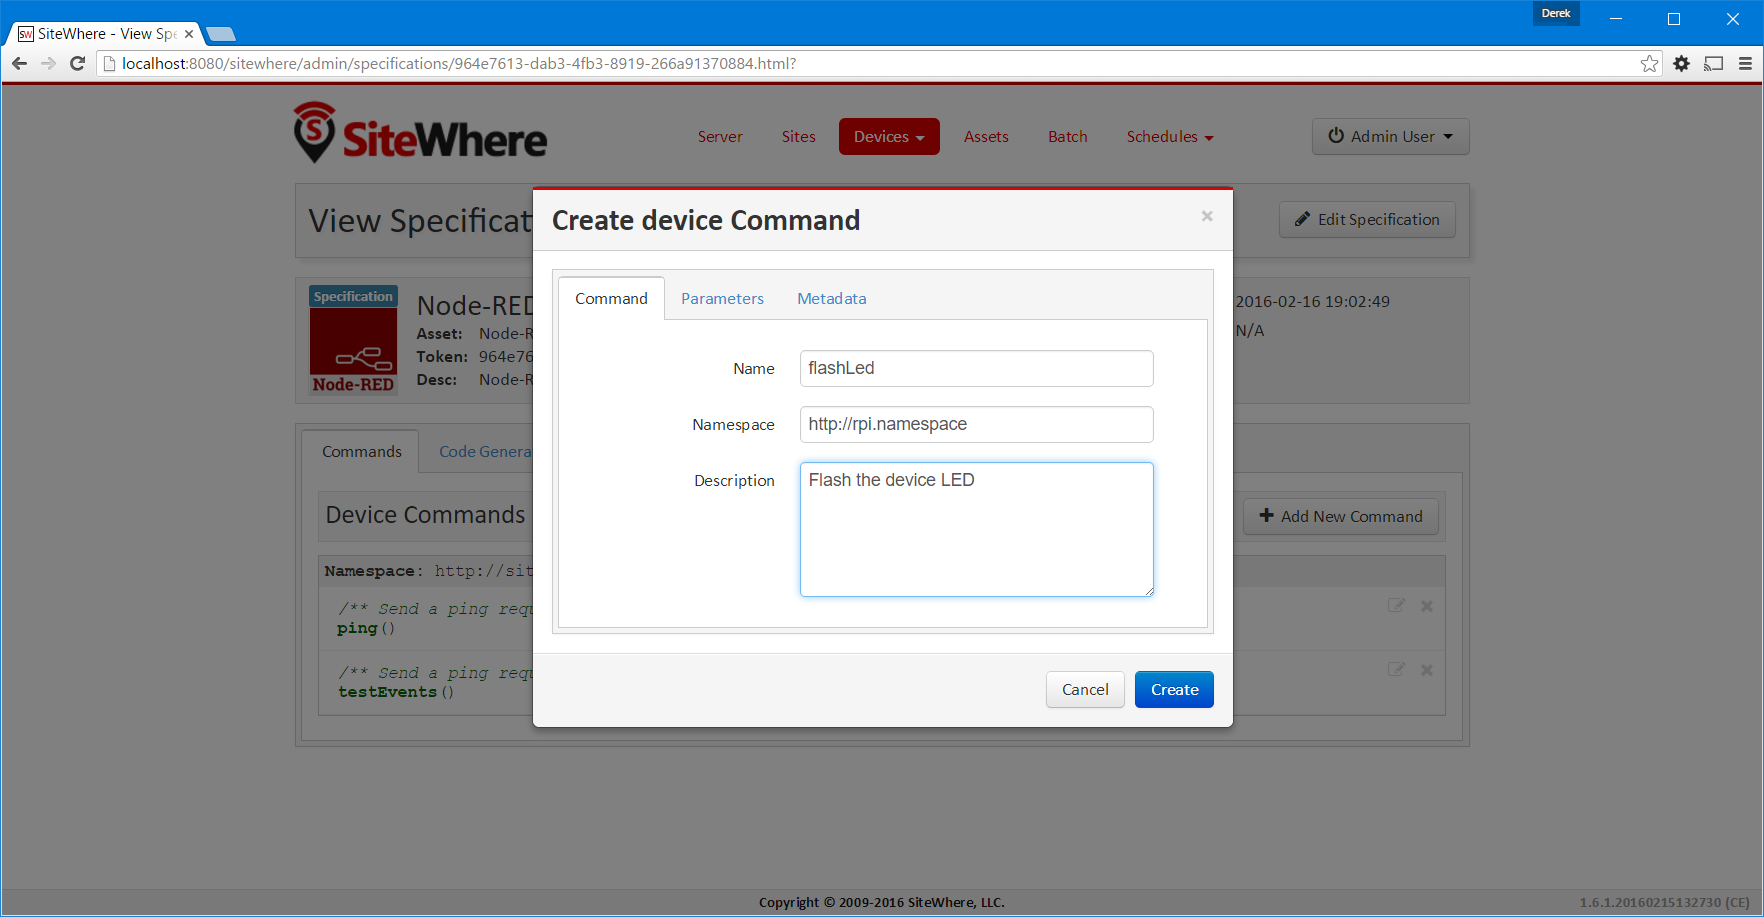 Derek
SW SiteWhere - View Spe
localhost:8080/sitewhere/admin/specifications/964e7613-dab3-4fb3-8919-266a91370884.html?
S SiteWhere Server Sites Devices Assets Batch Schedules Admin User
View Specificat Edit Specification
Create device Command ×
Specification
Node-RED
Node-RED
Asset: Node-R
Token: 964e76
Desc: Node-R
2016-02-16 19:02:49
N/A
Command Parameters Metadata
Name flashLed
Namespace http://rpi.namespace
Description Flash the device LED
Cancel Create
Commands Code Genera
Device Commands Add New Command
Namespace: http://sit
/** Send a ping requ
ping()
/** Send a ping requ
testEvents()
Copyright © 2009-2016 SiteWhere, LLC. 1.6.1.20160215132730 (CE)